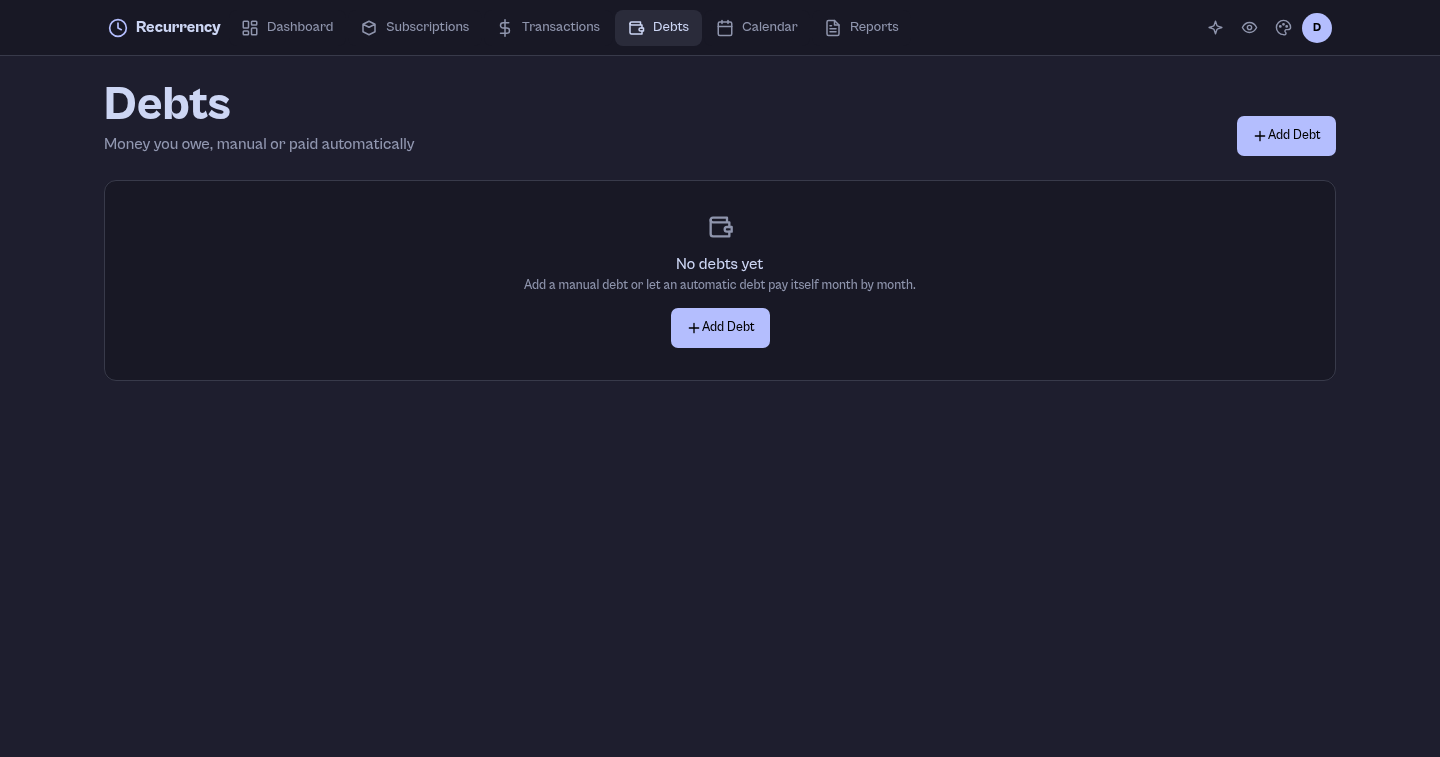 Recurrency Dashboard Subscriptions Transactions Debts Calendar Reports D
Debts
Money you owe, manual or paid automatically
Add Debt
No debts yet
Add a manual debt or let an automatic debt pay itself month by month.
Add Debt